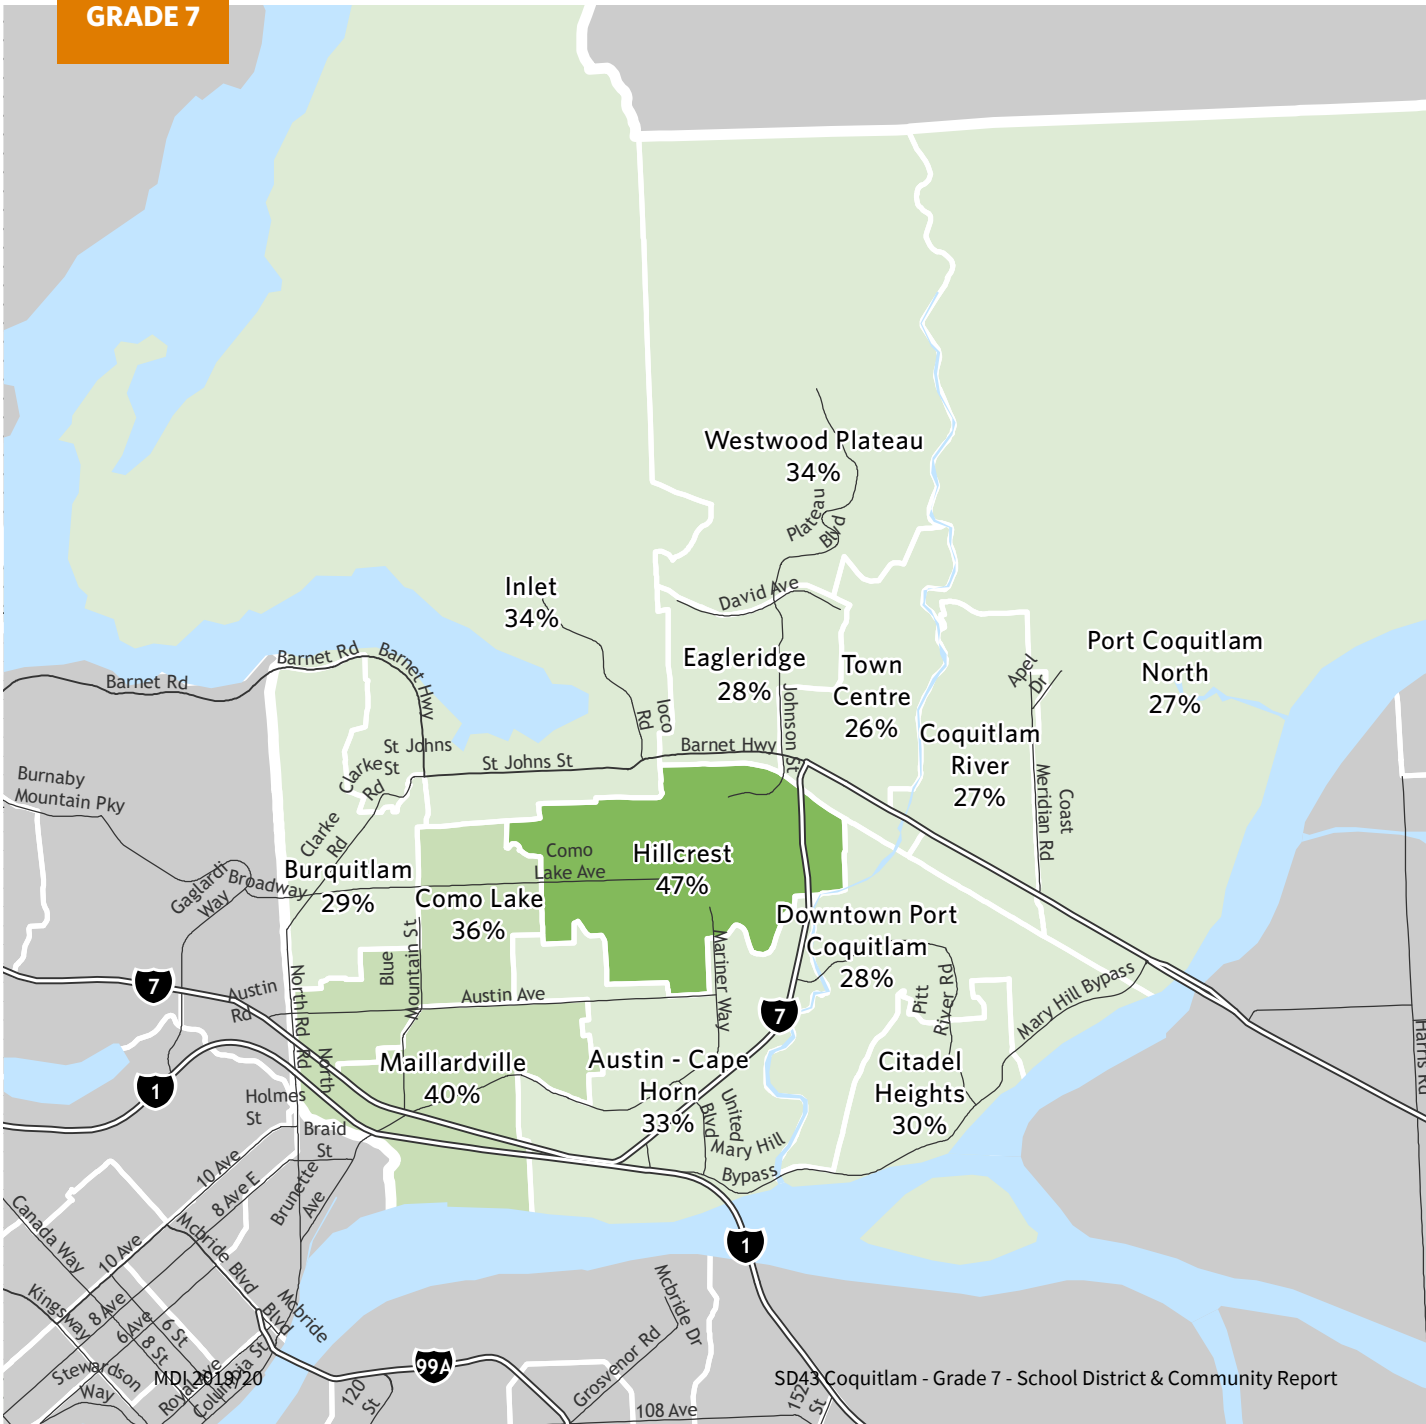 GRADE 7
Westwood Plateau
34%
Plateau
Blvd
David Ave
Inlet
34%
Eagleridge
28%
Town
Centre
26%
Port Coquitlam
North
27%
Apel
Dr
Barnet Rd
Barnet Rd
Barnet Hwy
Ioco
Rd
Johnson St
Coquitlam
River
27%
St Johns
St
St Johns St
Barnet Hwy
Clarke
Rd
Burnaby
Mountain Pky
Coast
Meridian Rd
Clarke
Rd
Como
Lake Ave
Hillcrest
47%
Burquitlam
29%
Gaglardi
Way
Broadway
Como Lake
36%
Downtown Port
Coquitlam
28%
Blue
Mountain St
Mariner Way
Pitt
River Rd
Mary Hill Bypass
7
Austin
Rd
North Rd
Austin Ave
7
Harris Rd
North
Rd
Maillardville
40%
Austin - Cape
Horn
33%
Citadel
Heights
30%
1
Holmes
St
United
Blvd
Braid
St
Mary Hill
Bypass
10 Ave
8 Ave E
Brunette
Ave
Canada Way
Mcbride Blvd
10 Ave
1
Kingsway
8 Ave
6 Ave
6 St
8 St
Mcbride
Blvd
Mcbride Dr
Grosvenor Rd
Stewardson
Way
Royal Ave
Columbia St
99A
120
St
152
St
108 Ave
MDI 2019/20
SD43 Coquitlam - Grade 7 - School District & Community Report